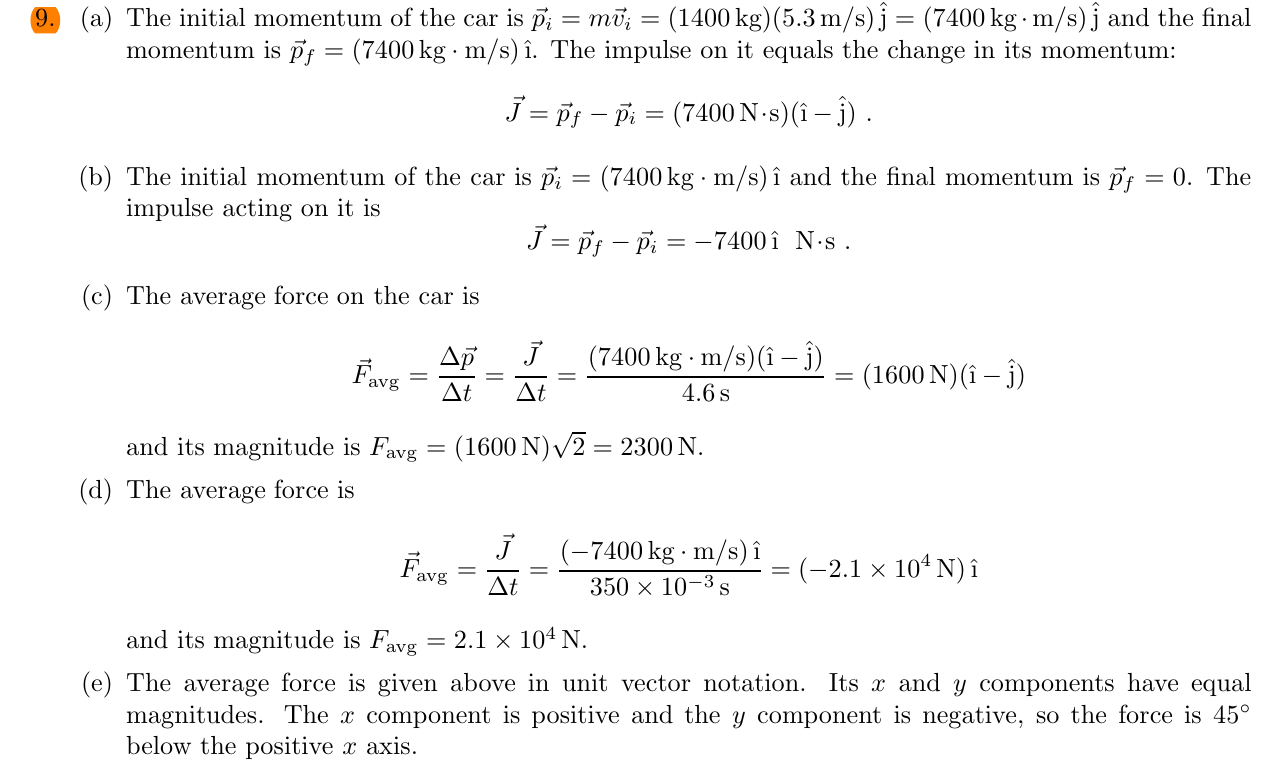 9. (a) The initial momentum of the car is p⃗ᵢ = mv⃗ᵢ = (1400 kg)(5.3 m/s) ĵ = (7400 kg · m/s) ĵ and the final
momentum is p⃗_f = (7400 kg · m/s) î. The impulse on it equals the change in its momentum:
J⃗ = p⃗_f − p⃗ᵢ = (7400 N·s)(î − ĵ) .
(b) The initial momentum of the car is p⃗ᵢ = (7400 kg · m/s) î and the final momentum is p⃗_f = 0. The
impulse acting on it is
J⃗ = p⃗_f − p⃗ᵢ = −7400 î N·s .
(c) The average force on the car is
F⃗_avg = Δp⃗/Δt = J⃗/Δt = (7400 kg · m/s)(î − ĵ)/4.6 s = (1600 N)(î − ĵ)
and its magnitude is F_avg = (1600 N)√2 = 2300 N.
(d) The average force is
F⃗_avg = J⃗/Δt = (−7400 kg · m/s) î/350 × 10⁻³ s = (−2.1 × 10⁴ N) î
and its magnitude is F_avg = 2.1 × 10⁴ N.
(e) The average force is given above in unit vector notation. Its x and y components have equal
magnitudes. The x component is positive and the y component is negative, so the force is 45°
below the positive x axis.